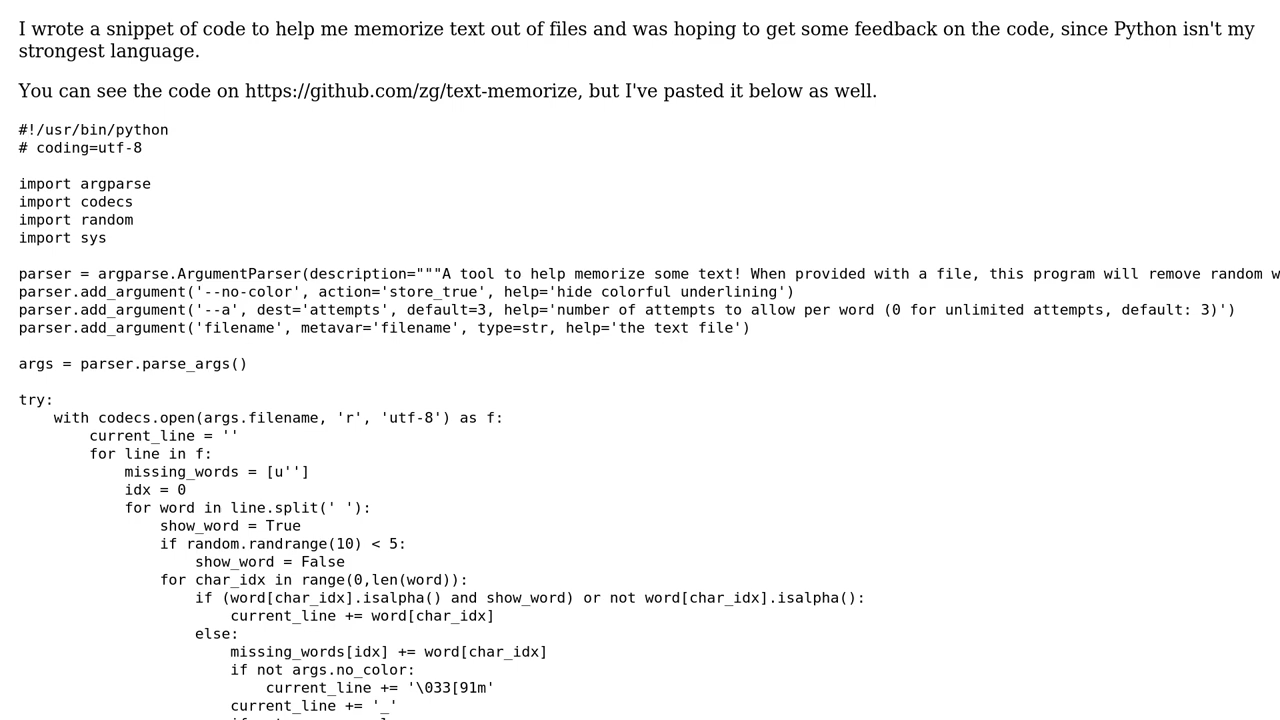 I wrote a snippet of code to help me memorize text out of files and was hoping to get some feedback on the code, since Python isn't my
strongest language.
You can see the code on https://github.com/zg/text-memorize, but I've pasted it below as well.
#!/usr/bin/python
# coding=utf-8
import argparse
import codecs
import random
import sys
parser = argparse.ArgumentParser(description="""A tool to help memorize some text! When provided with a file, this program will remove random w
parser.add_argument('--no-color', action='store_true', help='hide colorful underlining')
parser.add_argument('--a', dest='attempts', default=3, help='number of attempts to allow per word (0 for unlimited attempts, default: 3)')
parser.add_argument('filename', metavar='filename', type=str, help='the text file')
args = parser.parse_args()
try:
    with codecs.open(args.filename, 'r', 'utf-8') as f:
        current_line = ''
        for line in f:
            missing_words = [u'']
            idx = 0
            for word in line.split(' '):
                show_word = True
                if random.randrange(10) < 5:
                    show_word = False
                for char_idx in range(0,len(word)):
                    if (word[char_idx].isalpha() and show_word) or not word[char_idx].isalpha():
                        current_line += word[char_idx]
                    else:
                        missing_words[idx] += word[char_idx]
                        if not args.no_color:
                            current_line += '\033[91m'
                        current_line += '_'